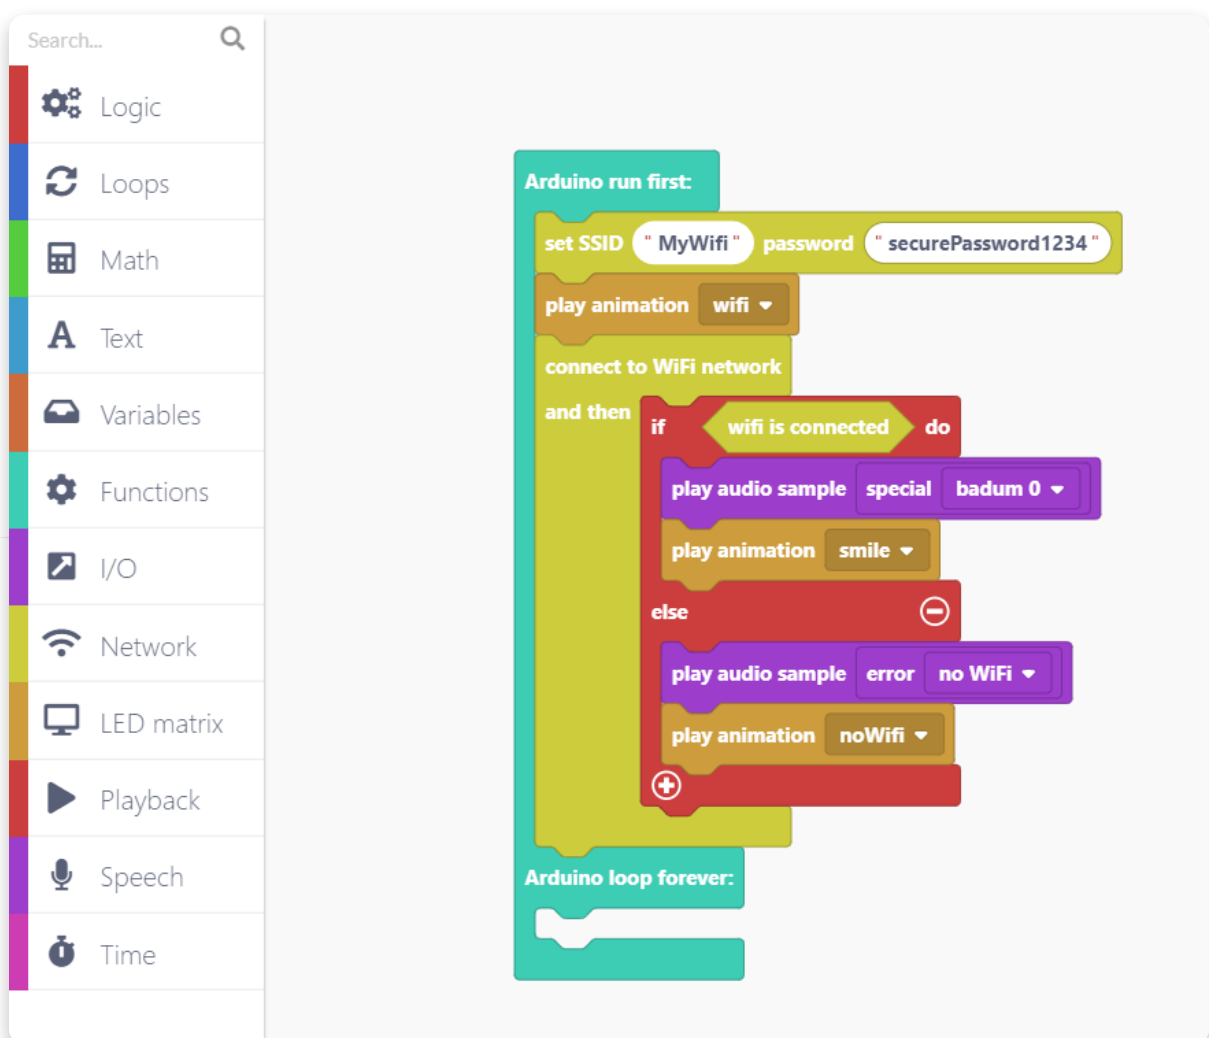 Search...
Logic
Loops
Math
Text
Variables
Functions
I/O
Network
LED matrix
Playback
Speech
Time
Arduino run first:
set SSID " MyWifi " password " securePassword1234 "
play animation wifi
connect to WiFi network
and then
if wifi is connected do
play audio sample special badum 0
play animation smile
else
play audio sample error no WiFi
play animation noWifi
Arduino loop forever: